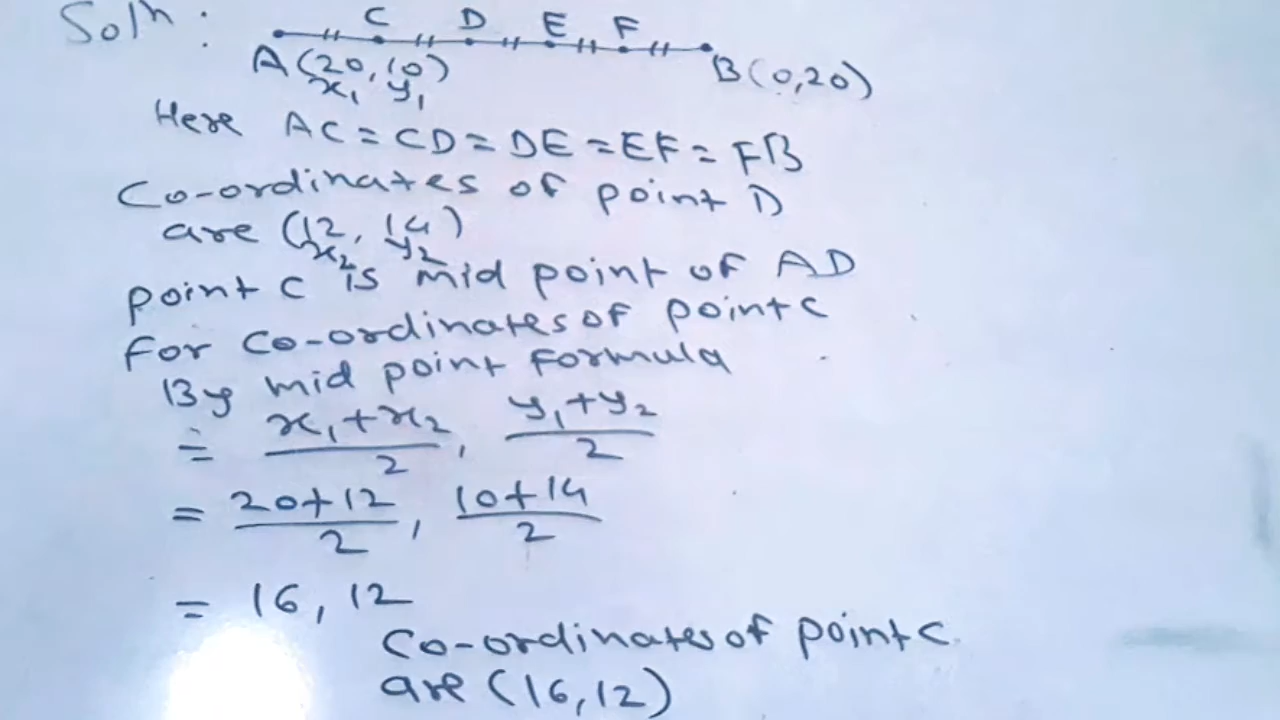 Soln:
C D E F
A(20,10) B(0,20)
x₁ y₁
Here AC=CD=DE=EF=FB
Co-ordinates of point D
are (12, 14)
x₂ y₂
point C is mid point of AD
For Co-ordinates of point C
By mid point formula
= x₁+x₂/2, y₁+y₂/2
= 20+12/2, 10+14/2
= 16, 12
Co-ordinates of point C
are (16,12)